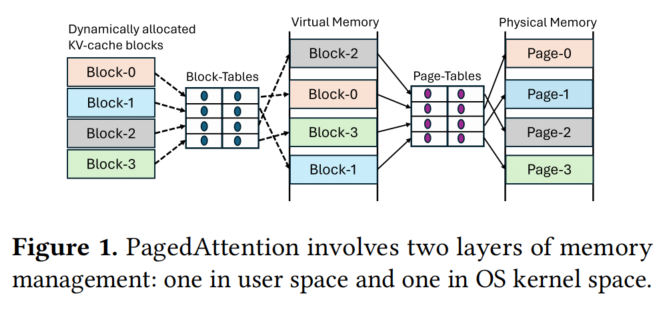 Dynamically allocated
KV-cache blocks
Block-0
Block-1
Block-2
Block-3
Block-Tables
Virtual Memory
Block-2
Block-0
Block-3
Block-1
Page-Tables
Physical Memory
Page-0
Page-1
Page-2
Page-3
Figure 1. PagedAttention involves two layers of memory
management: one in user space and one in OS kernel space.